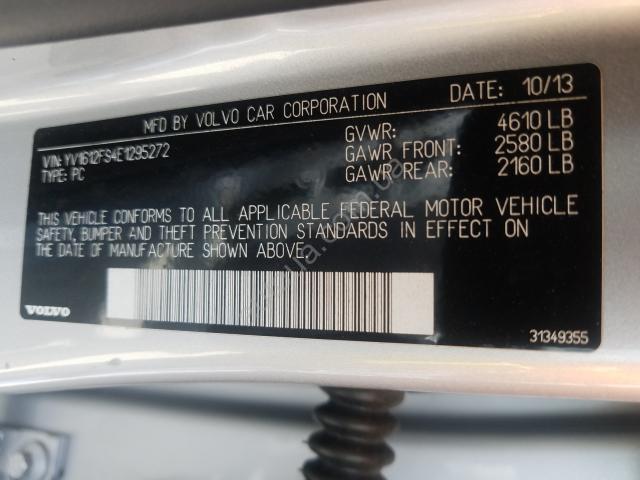 MFD BY VOLVO CAR CORPORATION
DATE: 10/13
VIN: YV1612FS4E1295272
TYPE: PC
GVWR: 4610 LB
GAWR FRONT: 2580 LB
GAWR REAR: 2160 LB
THIS VEHICLE CONFORMS TO ALL APPLICABLE FEDERAL MOTOR VEHICLE
SAFETY, BUMPER AND THEFT PREVENTION STANDARDS IN EFFECT ON
THE DATE OF MANUFACTURE SHOWN ABOVE.
VOLVO
31349355